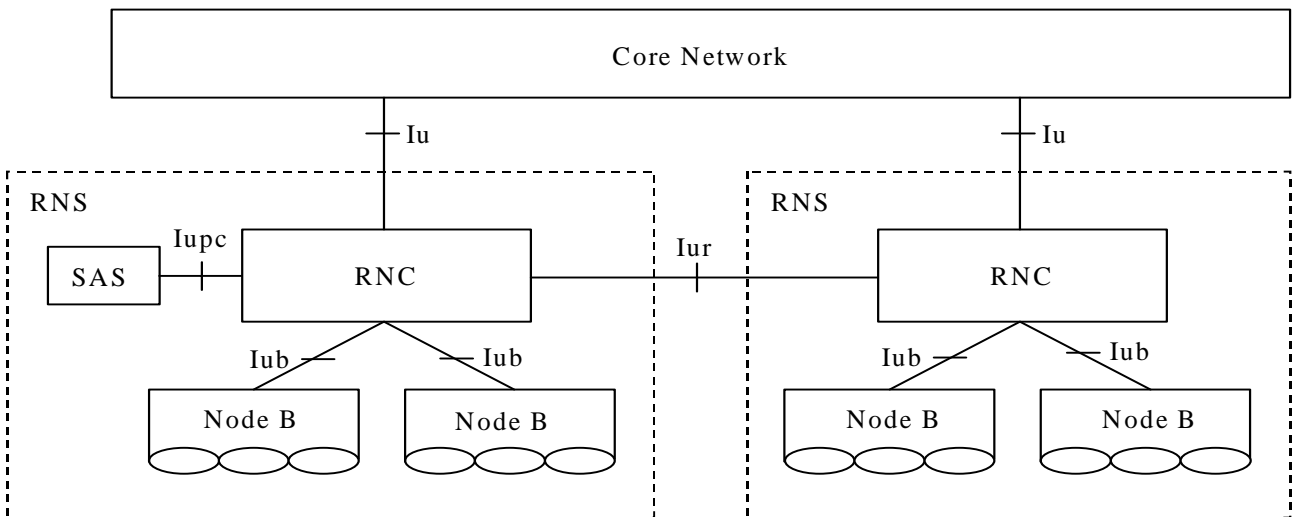 Core Network
Iu
Iu
RNS
RNS
Iupc
Iur
SAS
RNC
RNC
Iub
Iub
Iub
Iub
Node B
Node B
Node B
Node B